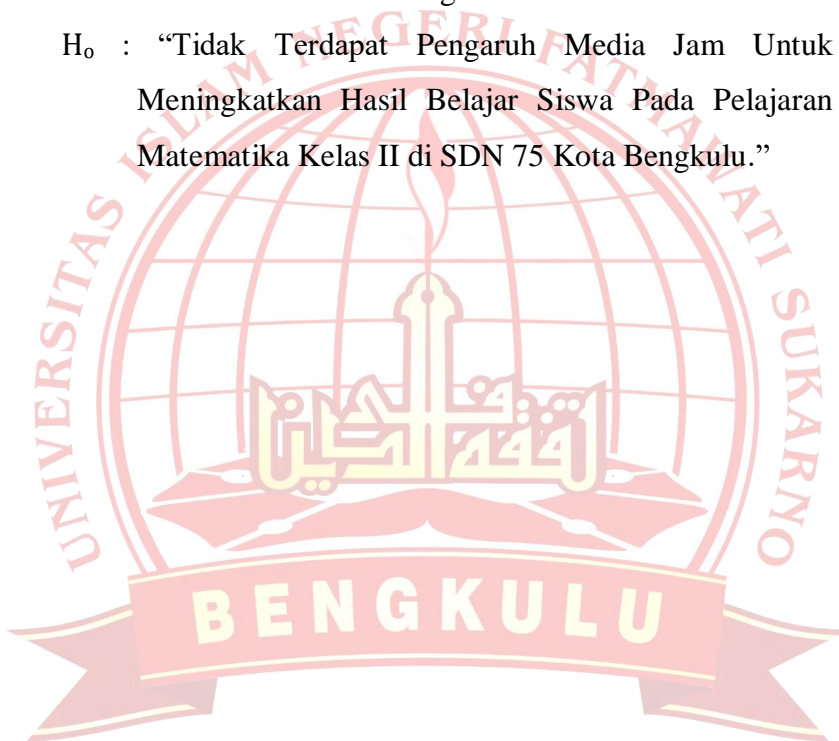 Hₒ : “Tidak Terdapat Pengaruh Media Jam Untuk
Meningkatkan Hasil Belajar Siswa Pada Pelajaran
Matematika Kelas II di SDN 75 Kota Bengkulu.”
UNIVERSITAS ISLAM NEGERI FATMAWATI SUKARNO
BENGKULU